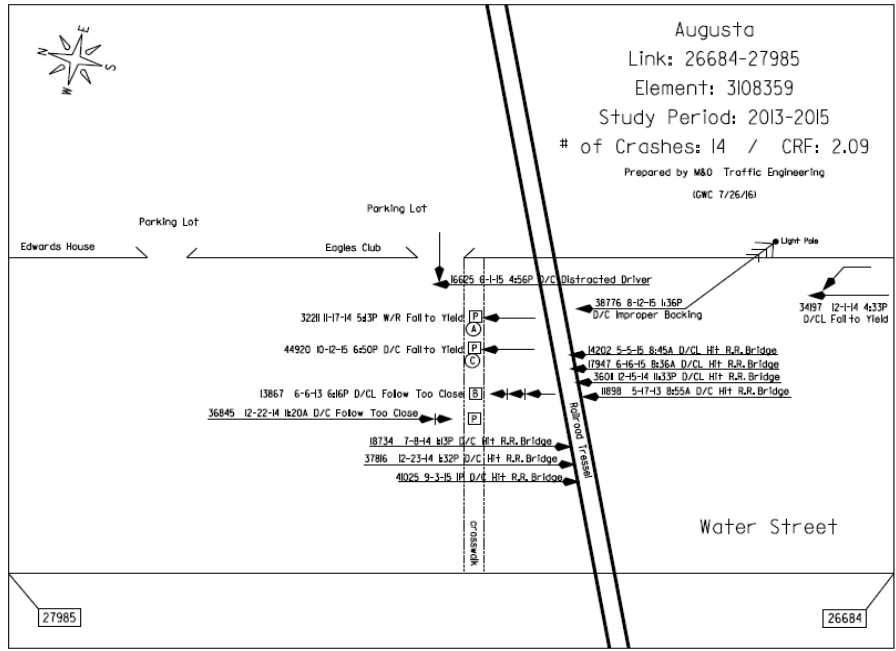 Augusta
Link: 26684-27985
Element: 3108359
Study Period: 2013-2015
# of Crashes: 14 / CRF: 2.09
Prepared by M&O Traffic Engineering
(GWC 7/26/16)
N
E
S
W
Parking Lot
Parking Lot
Edwards House
Eagles Club
Light Pole
16625 6-1-15 4:56P D/C Distracted Driver
38776 8-12-15 1:36P
D/C Improper Backing
34197 12-1-14 4:33P
D/CL Fail to Yield
32211 11-17-14 5:13P W/R Fail to Yield
P
A
44920 10-12-15 6:50P D/C Fail to Yield
P
C
14202 5-5-15 8:45A D/CL Hit R.R. Bridge
17947 6-16-15 8:36A D/CL Hit R.R. Bridge
3601 12-15-14 11:33P D/CL Hit R.R. Bridge
11898 5-17-13 8:55A D/C Hit R.R. Bridge
13867 6-6-13 6:16P D/CL Follow Too Close
B
36845 12-22-14 11:20A D/C Follow Too Close
P
18734 7-8-14 1:13P D/C Hit R.R. Bridge
37816 12-23-14 1:32P D/C Hit R.R. Bridge
41025 9-3-15 1P D/C Hit R.R. Bridge
Railroad Tressel
crosswalk
Water Street
27985
26684